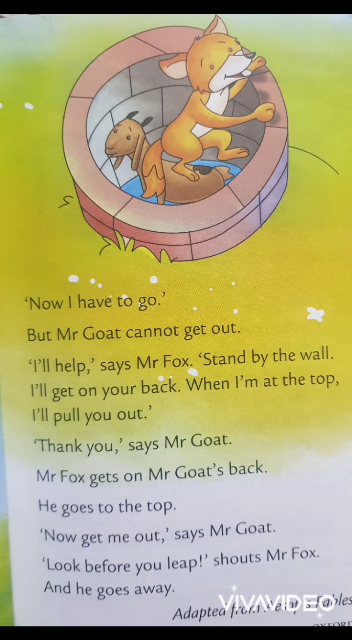 ‘Now I have to go.’
But Mr Goat cannot get out.
‘I’ll help,’ says Mr Fox. ‘Stand by the wall.
I’ll get on your back. When I’m at the top,
I’ll pull you out.’
‘Thank you,’ says Mr Goat.
Mr Fox gets on Mr Goat’s back.
He goes to the top.
‘Now get me out,’ says Mr Goat.
‘Look before you leap!’ shouts Mr Fox.
And he goes away.
Adapted from Aesop’s Fables
OXFORD
VIVAVIDEO